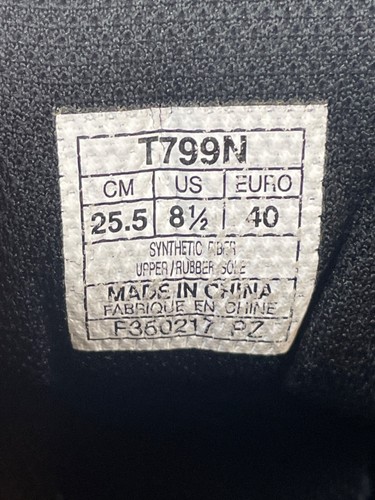 T799N
CM US EURO
25.5 8½ 40
SYNTHETIC FIBER
UPPER/RUBBER SOLE
MADE IN CHINA
FABRIQUE EN CHINE
F360217 PZ